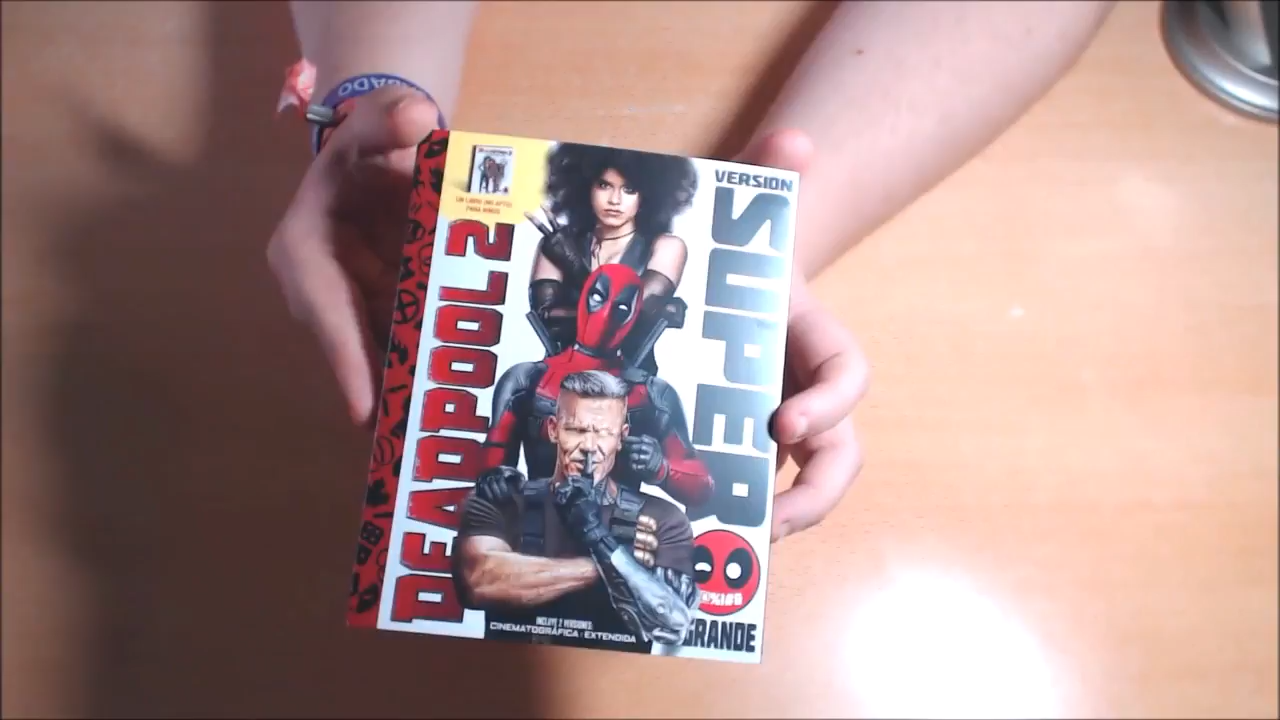 UN LIBRO (NO APTO)
PARA NIÑOS
DEADPOOL 2
VERSION
SUPER
@%!#$
GRANDE
INCLUYE 2 VERSIONES:
CINEMATOGRÁFICA Y EXTENDIDA